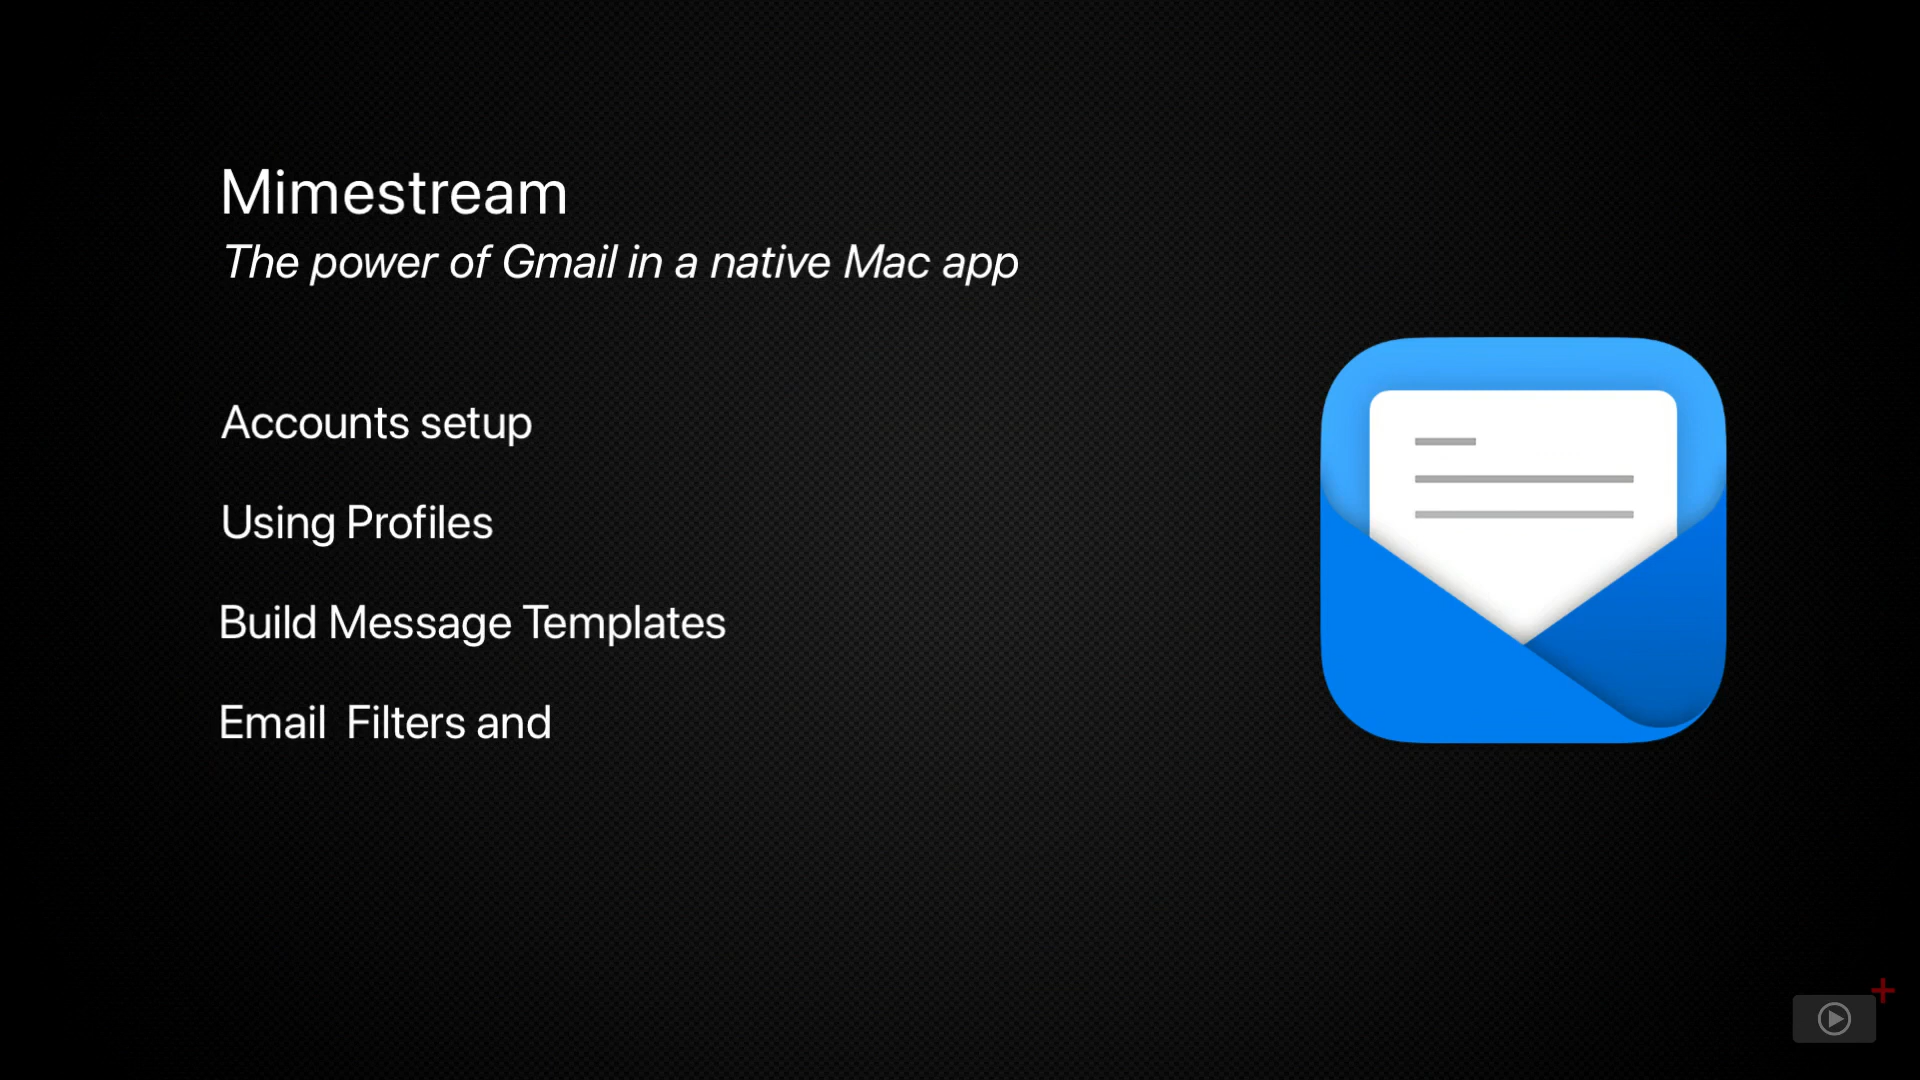 Mimestream
The power of Gmail in a native Mac app
Accounts setup
Using Profiles
Build Message Templates
Email  Filters and